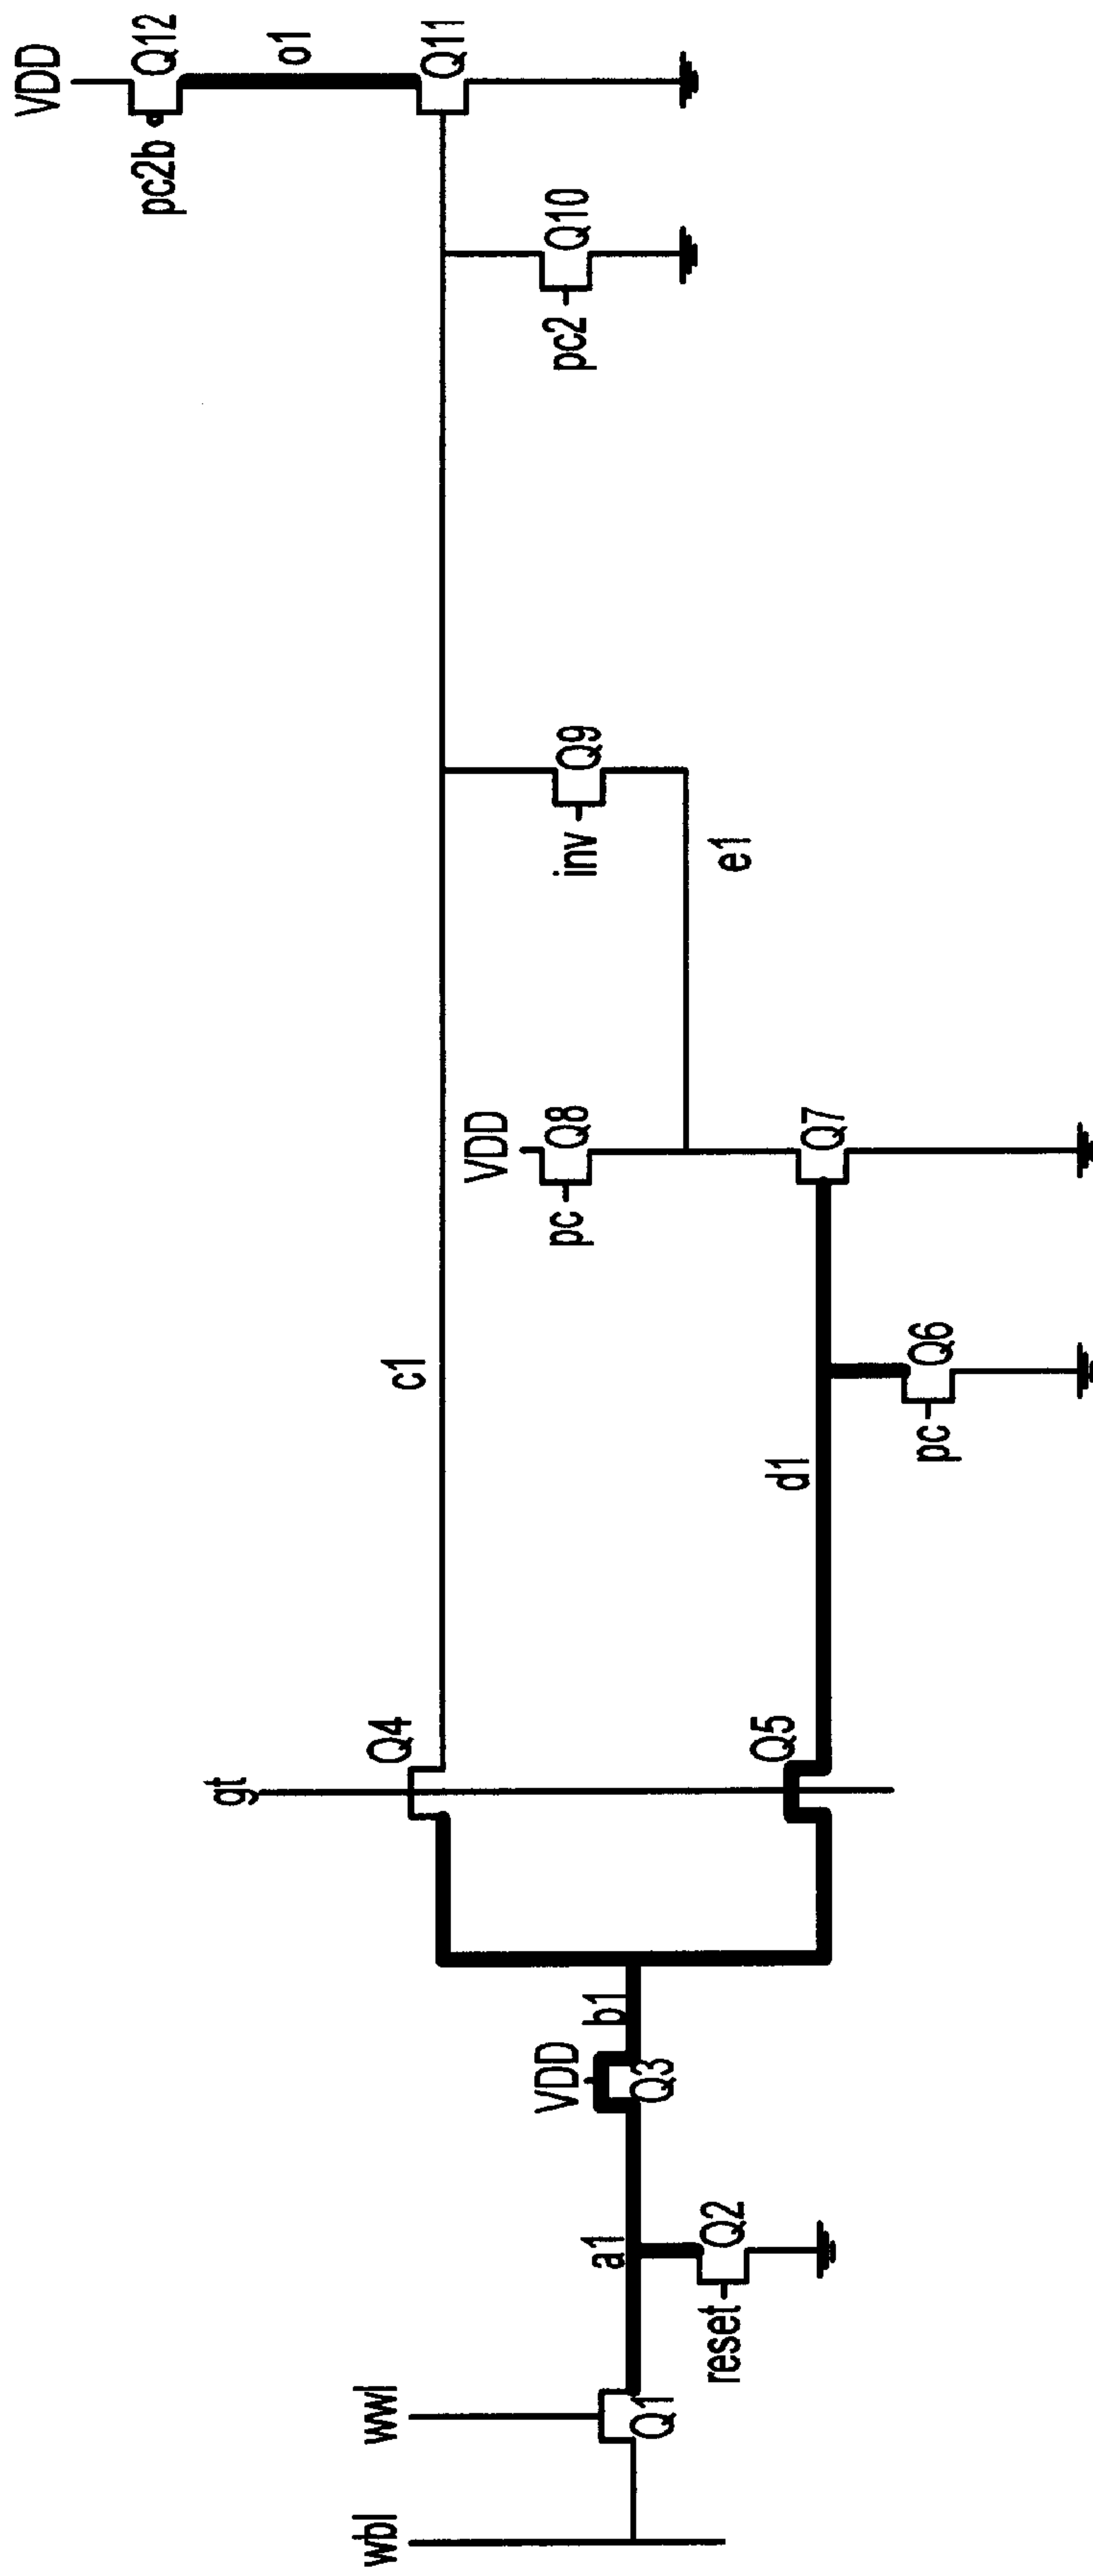 wbl
wwl
Q1
a1
reset
Q2
VDD
Q3
b1
gt
Q4
Q5
c1
d1
pc
Q6
VDD
pc
Q8
Q7
e1
inv
Q9
pc2
Q10
VDD
pc2b
Q12
o1
Q11